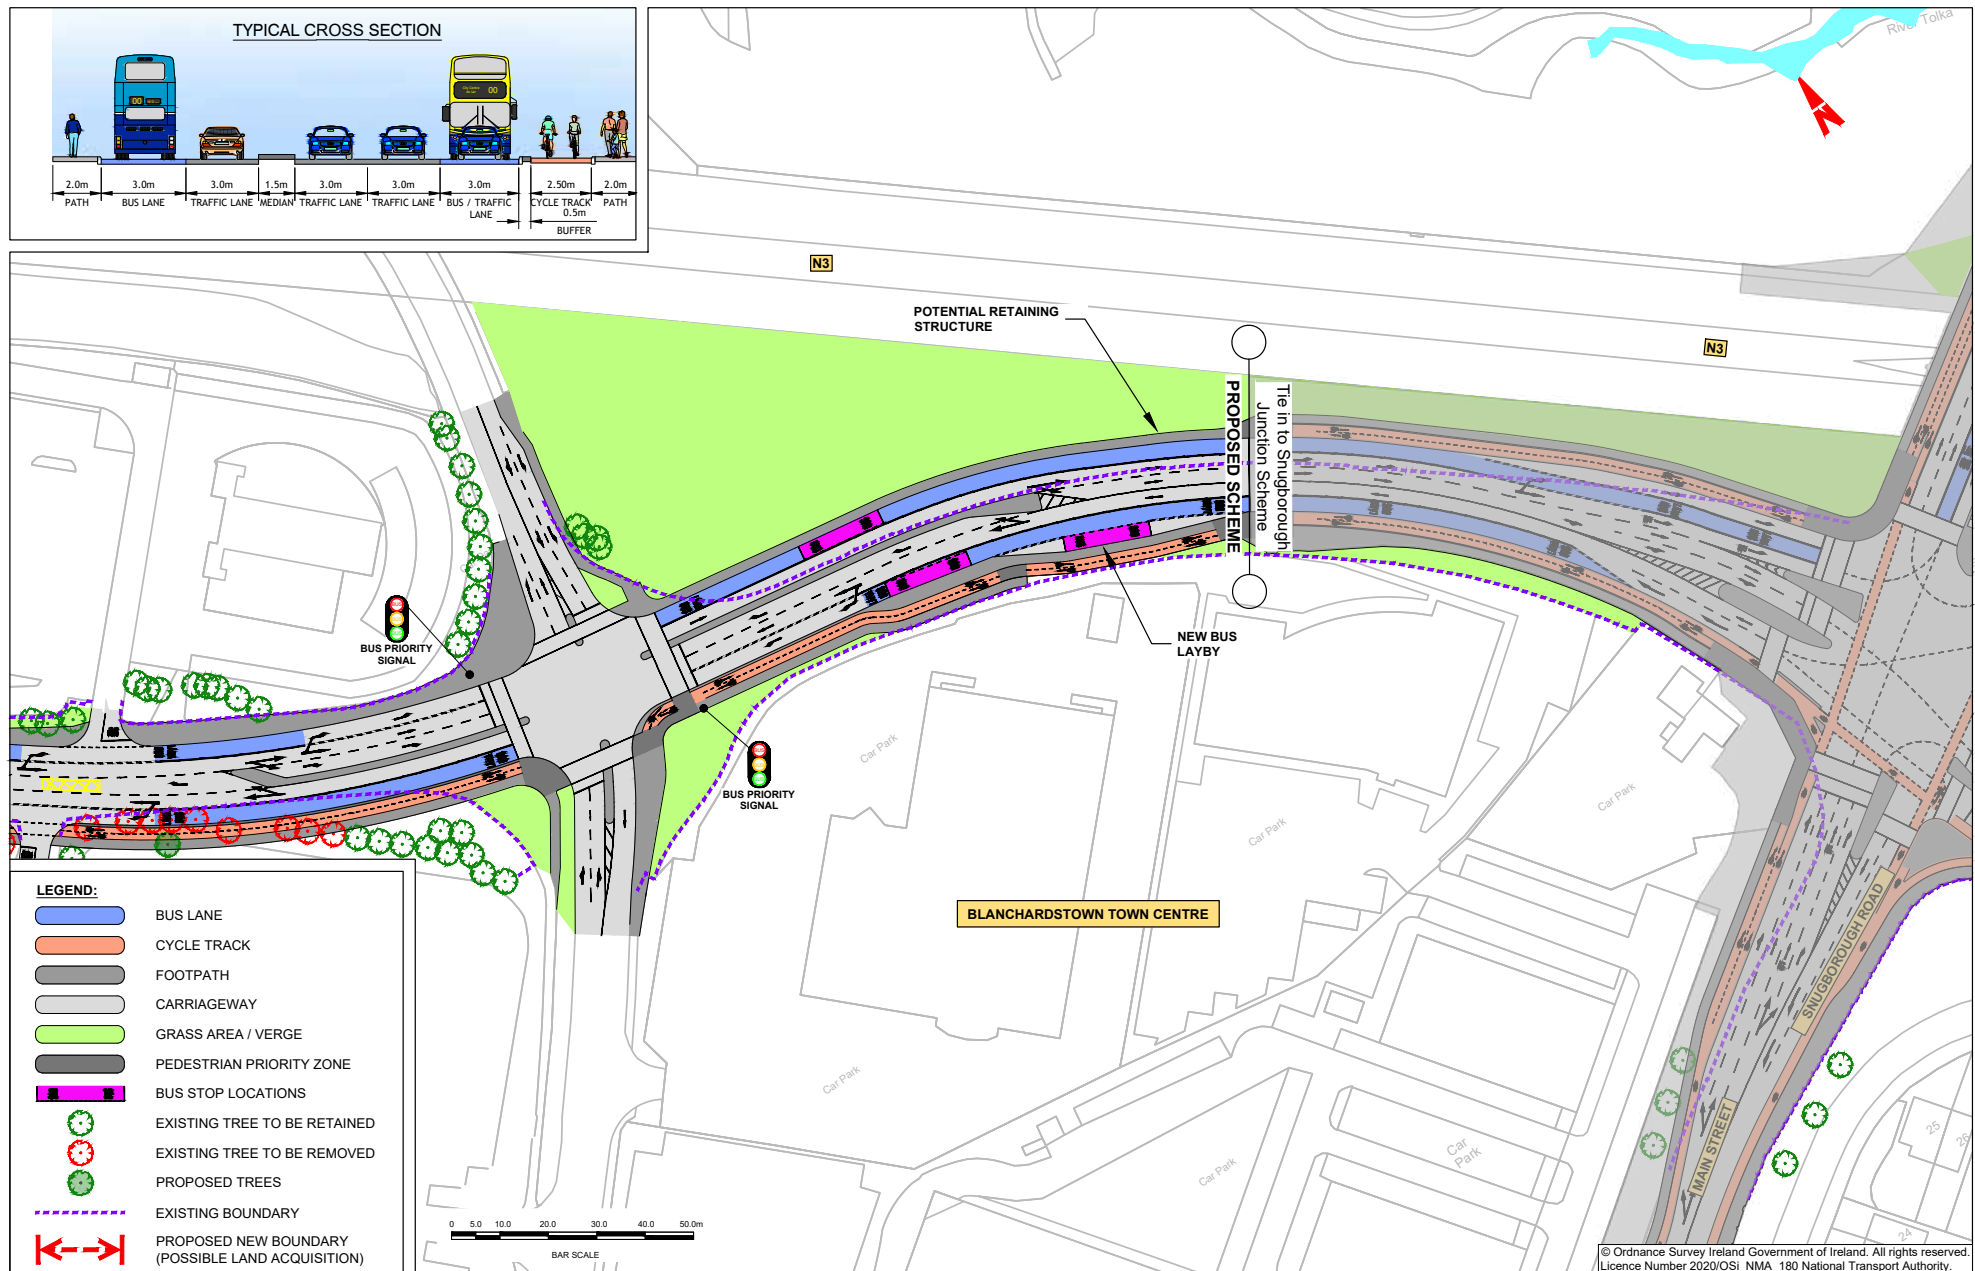 TYPICAL CROSS SECTION
00
00
2.0m
3.0m
3.0m
1.5m
3.0m
3.0m
3.0m
2.50m
2.0m
PATH
BUS LANE
TRAFFIC LANE
MEDIAN
TRAFFIC LANE
TRAFFIC LANE
BUS / TRAFFIC
LANE
CYCLE TRACK
PATH
0.5m
BUFFER
River Tolka
N
N3
N3
POTENTIAL RETAINING
STRUCTURE
PROPOSED SCHEME
Tie in to Snugborough
Junction Scheme
NEW BUS
LAYBY
BUS PRIORITY
SIGNAL
BUS PRIORITY
SIGNAL
Car Park
Car Park
Car Park
Car Park
Car Park
Car
Park
BLANCHARDSTOWN TOWN CENTRE
SNUGBOROUGH ROAD
MAIN STREET
25
26
24
LEGEND:
BUS LANE
CYCLE TRACK
FOOTPATH
CARRIAGEWAY
GRASS AREA / VERGE
PEDESTRIAN PRIORITY ZONE
BUS STOP LOCATIONS
EXISTING TREE TO BE RETAINED
EXISTING TREE TO BE REMOVED
PROPOSED TREES
EXISTING BOUNDARY
PROPOSED NEW BOUNDARY
(POSSIBLE LAND ACQUISITION)
0 5.0 10.0 20.0 30.0 40.0 50.0m
BAR SCALE
© Ordnance Survey Ireland Government of Ireland. All rights reserved.
Licence Number 2020/OSi_NMA_180 National Transport Authority.